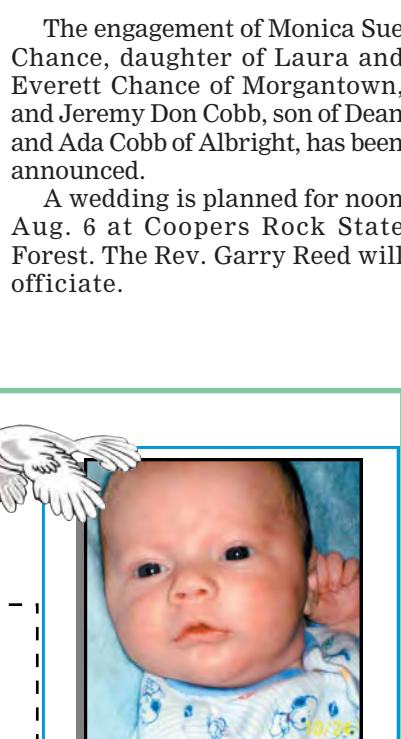 The engagement of Monica Sue
Chance, daughter of Laura and
Everett Chance of Morgantown,
and Jeremy Don Cobb, son of Dean
and Ada Cobb of Albright, has been
announced.
A wedding is planned for noon
Aug. 6 at Coopers Rock State
Forest. The Rev. Garry Reed will
officiate.
10/24